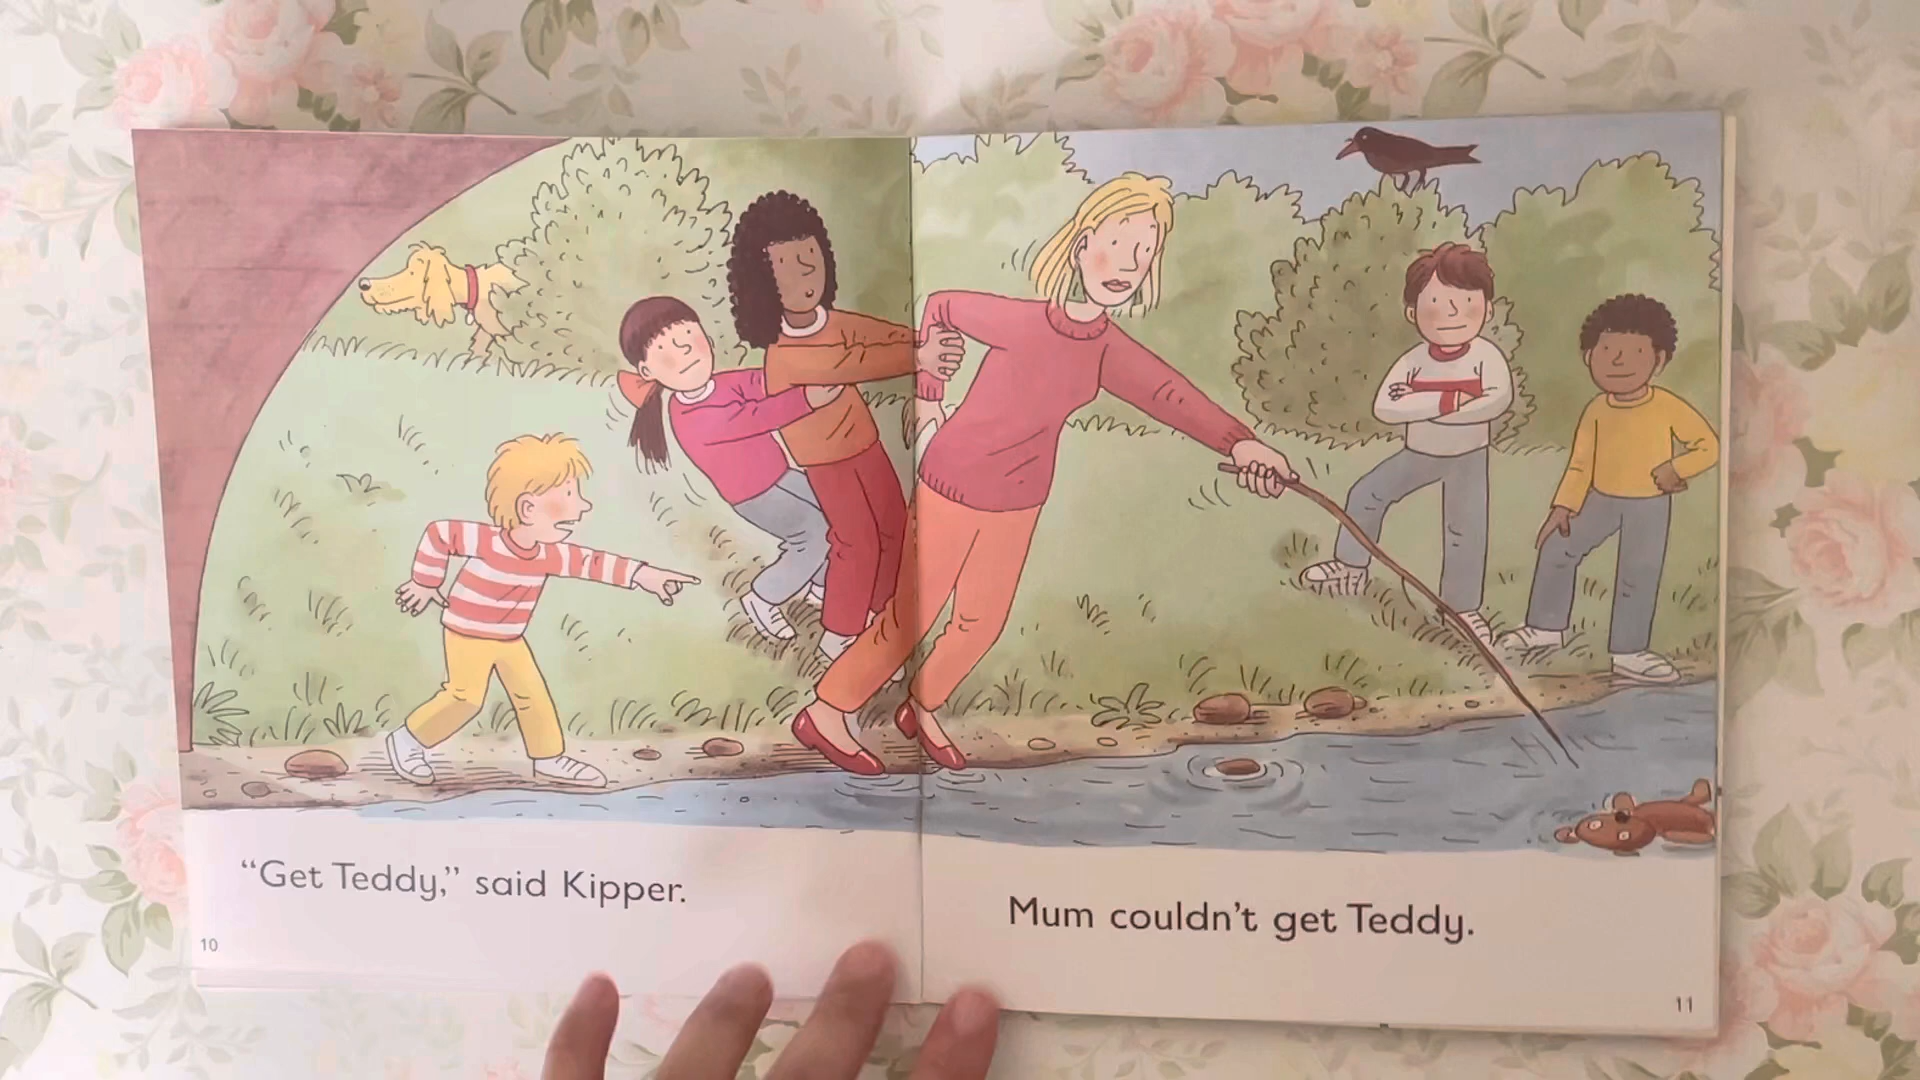 “Get Teddy,” said Kipper.
10
Mum couldn’t get Teddy.
11